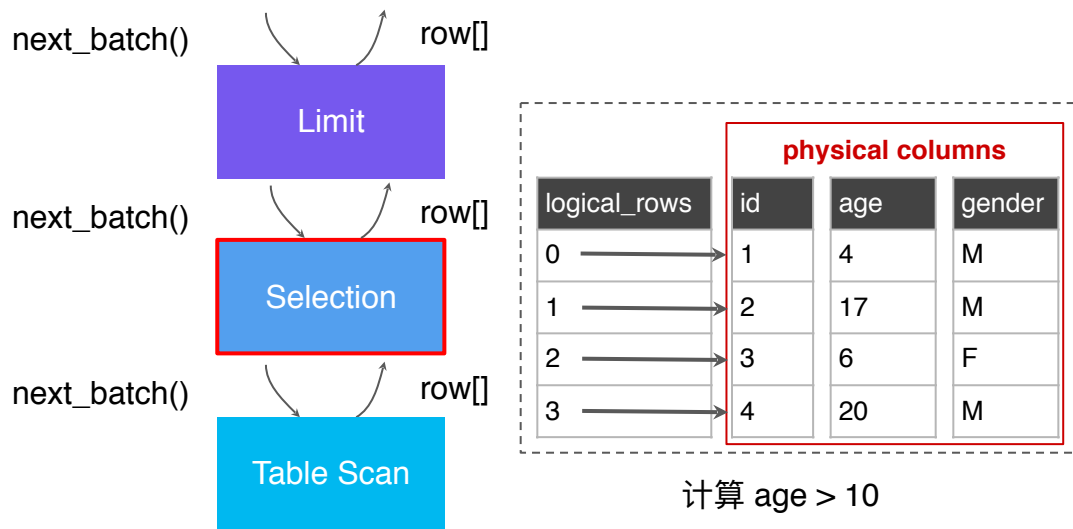 next_batch()
row[]
Limit
next_batch()
row[]
Selection
next_batch()
row[]
Table Scan
physical columns
logical_rows id age gender
0 1 4 M
1 2 17 M
2 3 6 F
3 4 20 M
计算 age > 10